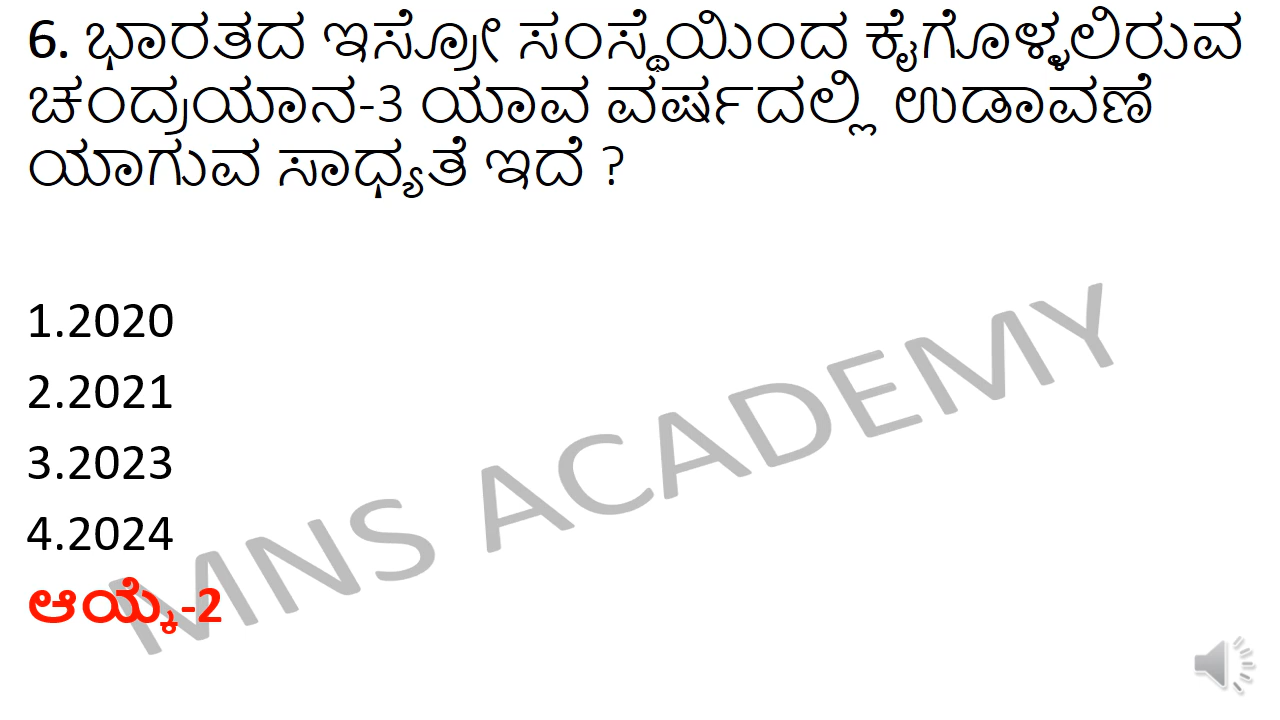 6. ಭಾರತದ ಇಸ್ರೋ ಸಂಸ್ಥೆಯಿಂದ ಕೈಗೊಳ್ಳಲಿರುವ
ಚಂದ್ರಯಾನ-3 ಯಾವ ವರ್ಷದಲ್ಲಿ ಉಡಾವಣೆ
ಯಾಗುವ ಸಾಧ್ಯತೆ ಇದೆ ?
1.2020
2.2021
3.2023
4.2024
ಆಯ್ಕೆ-2
MNS ACADEMY